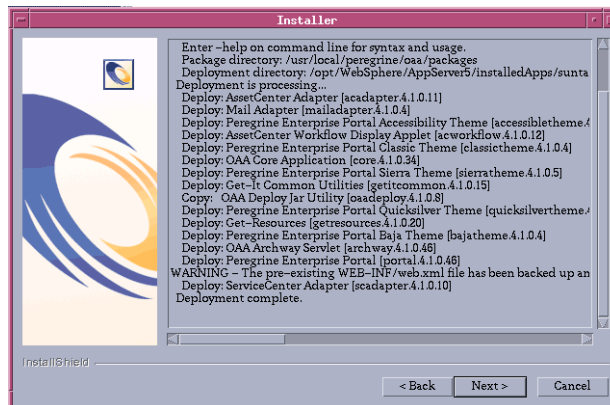 Installer
Enter -help on command line for syntax and usage.
Package directory: /usr/local/peregrine/oaa/packages
Deployment directory: /opt/WebSphere/AppServer5/installedApps/sunta
Deployment is processing...
Deploy: AssetCenter Adapter [acadapter.4.1.0.11]
Deploy: Mail Adapter [mailadapter.4.1.0.4]
Deploy: Peregrine Enterprise Portal Accessibility Theme [accessibletheme.4
Deploy: AssetCenter Workflow Display Applet [acworkflow.4.1.0.12]
Deploy: Peregrine Enterprise Portal Classic Theme [classictheme.4.1.0.4]
Deploy: OAA Core Application [core.4.1.0.34]
Deploy: Peregrine Enterprise Portal Sierra Theme [sierratheme.4.1.0.5]
Deploy: Get-It Common Utilities [getitcommon.4.1.0.15]
Copy: OAA Deploy Jar Utility [oaadeploy.4.1.0.8]
Deploy: Peregrine Enterprise Portal Quicksilver Theme [quicksilvertheme.4
Deploy: Get-Resources [getresources.4.1.0.20]
Deploy: Peregrine Enterprise Portal Baja Theme [bajatheme.4.1.0.4]
Deploy: OAA Archway Servlet [archway.4.1.0.46]
Deploy: Peregrine Enterprise Portal [portal.4.1.0.46]
WARNING - The pre-existing WEB-INF/web.xml file has been backed up an
Deploy: ServiceCenter Adapter [scadapter.4.1.0.10]
Deployment complete.
InstallShield
< Back
Next >
Cancel